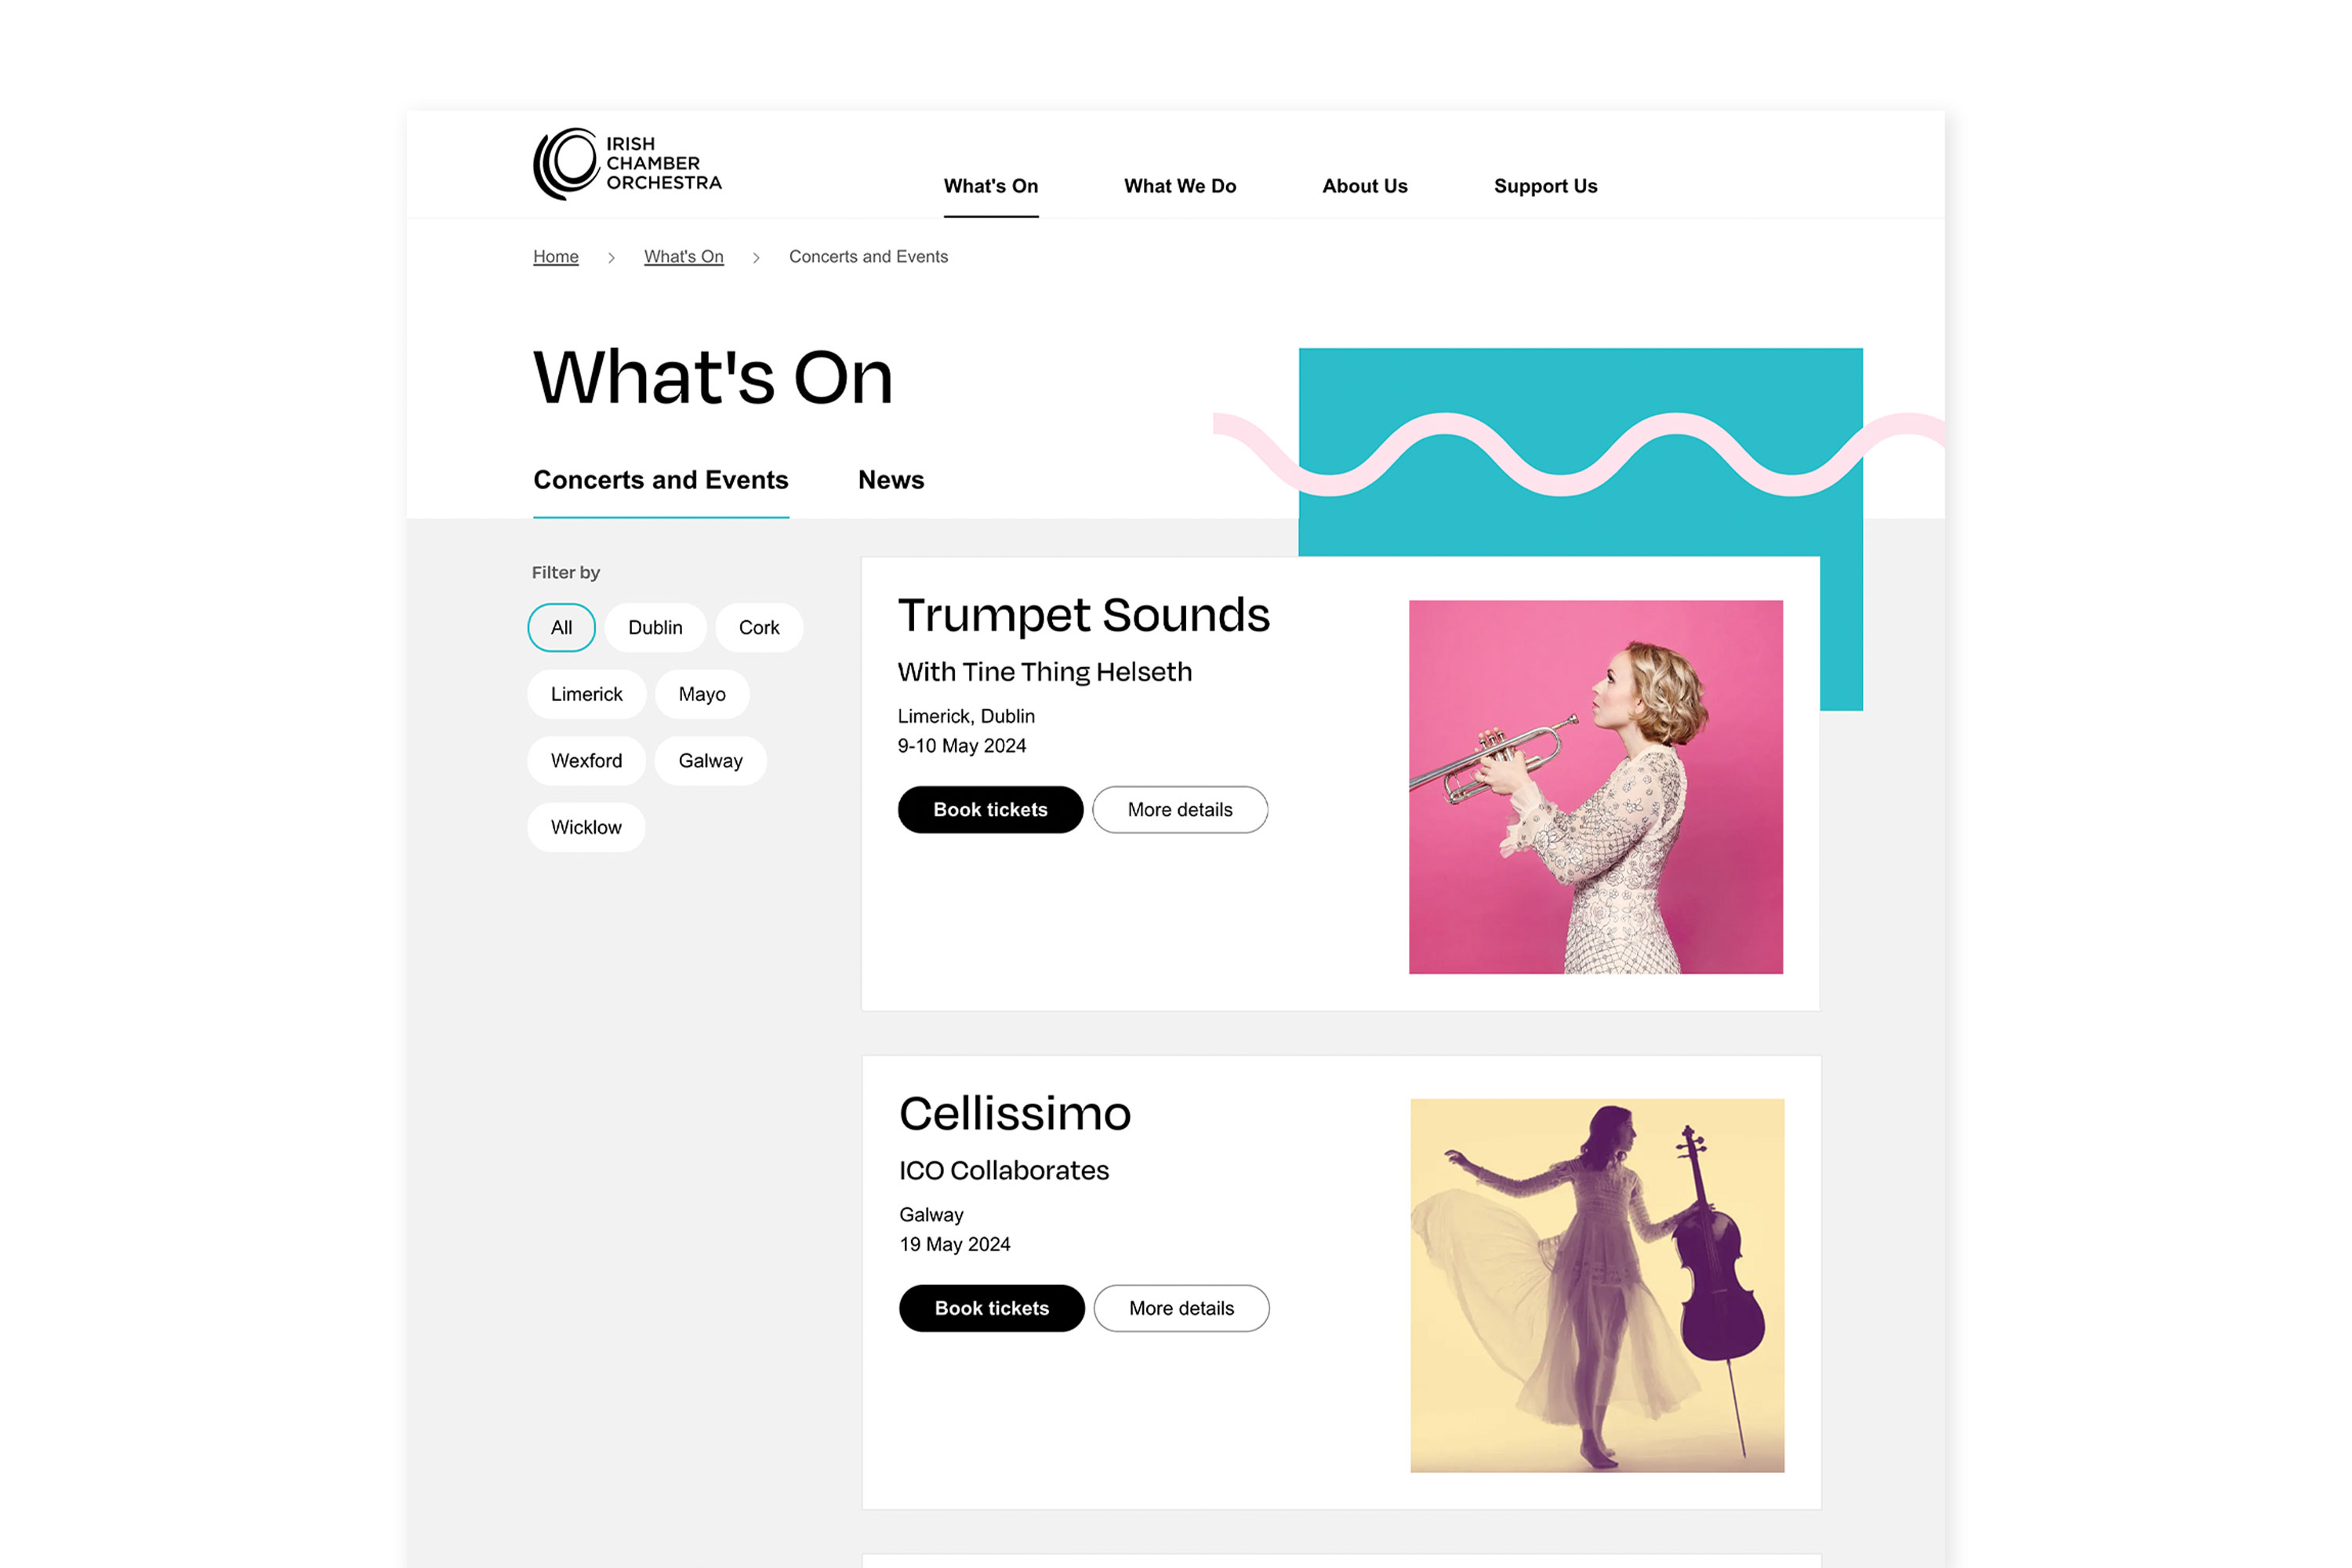 IRISH
CHAMBER
ORCHESTRA
What's On
What We Do
About Us
Support Us
Home > What's On > Concerts and Events
What's On
Concerts and Events
News
Filter by
All
Dublin
Cork
Limerick
Mayo
Wexford
Galway
Wicklow
Trumpet Sounds
With Tine Thing Helseth
Limerick, Dublin
9-10 May 2024
Book tickets
More details
Cellissimo
ICO Collaborates
Galway
19 May 2024
Book tickets
More details